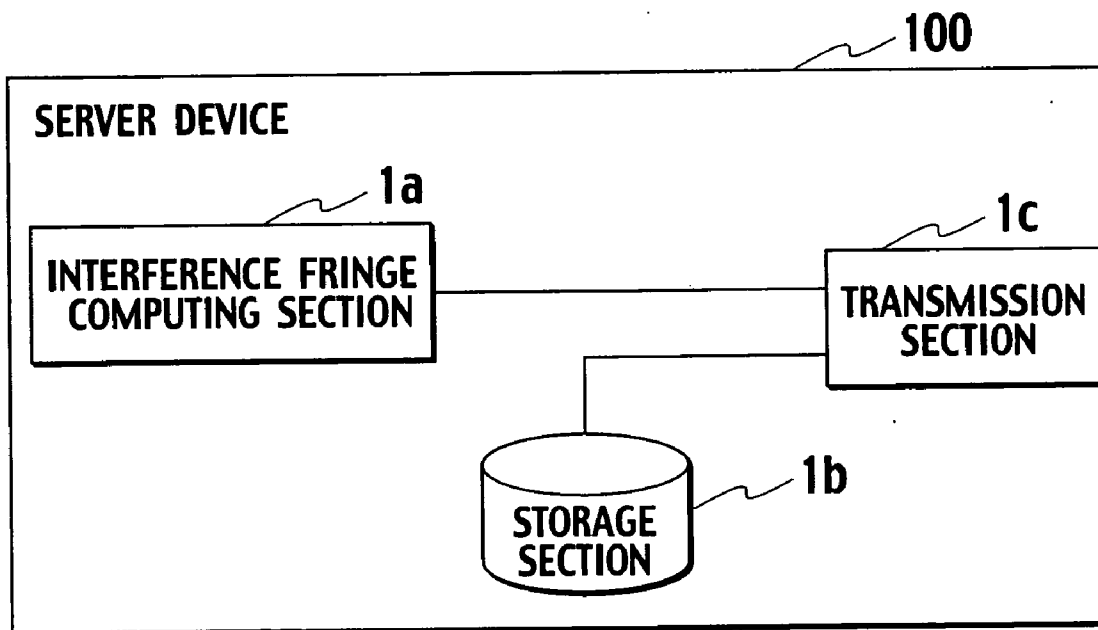 100
SERVER DEVICE
1a
INTERFERENCE FRINGE
COMPUTING SECTION
1c
TRANSMISSION
SECTION
1b
STORAGE
SECTION